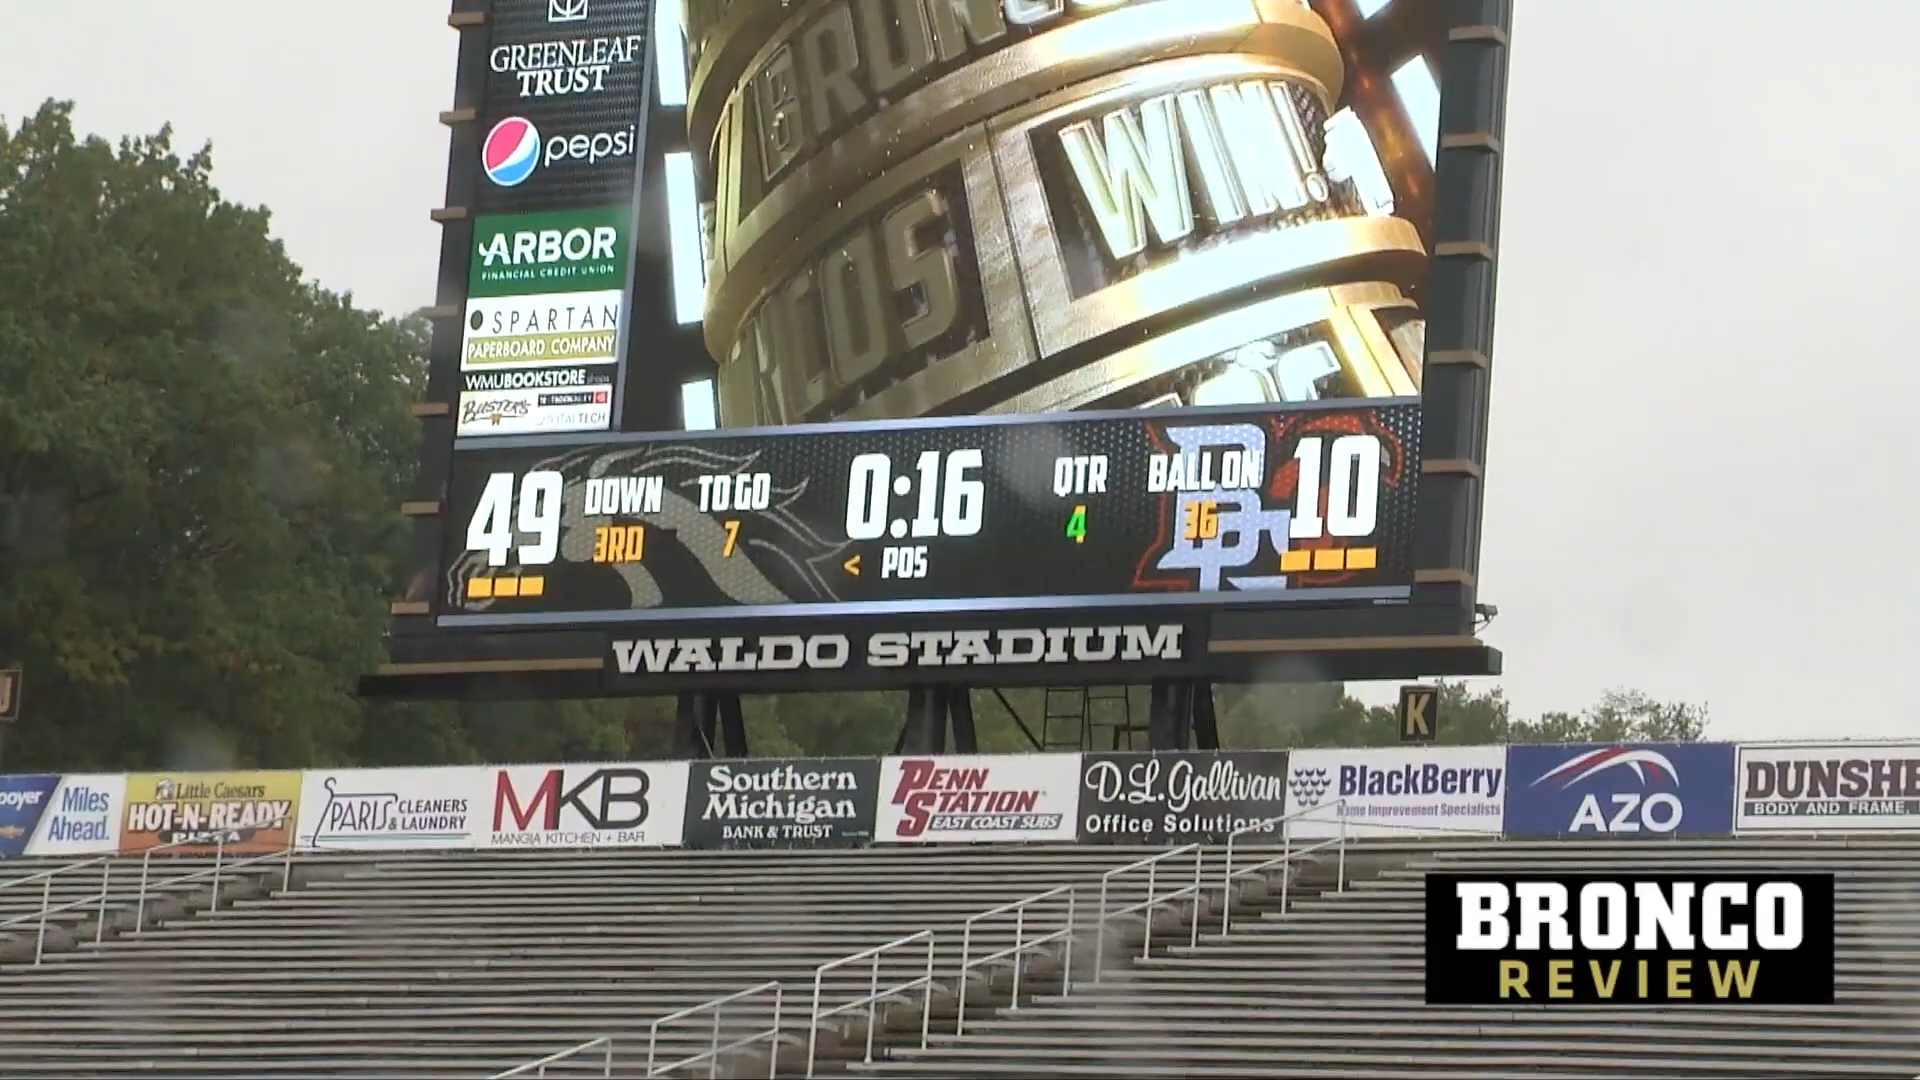 GREENLEAF
TRUST
pepsi
ARBOR
FINANCIAL CREDIT UNION
SPARTAN
PAPERBOARD COMPANY
WMUBOOKSTORE
BUSTER'S
WIN!
49
DOWN
3RD
TO GO
7
0:16
< POS
QTR
4
BALL ON
36
10
WALDO STADIUM
K
Miles
Ahead.
Little Caesars
HOT-N-READY
PIZZA
PARIS CLEANERS
& LAUNDRY
MKB
MANGIA KITCHEN + BAR
Southern
Michigan
BANK & TRUST
PENN
STATION
EAST COAST SUBS
D.L. Gallivan
Office Solutions
BlackBerry
Home Improvement Specialists
AZO
BODY AND FRAME,
BRONCO
REVIEW